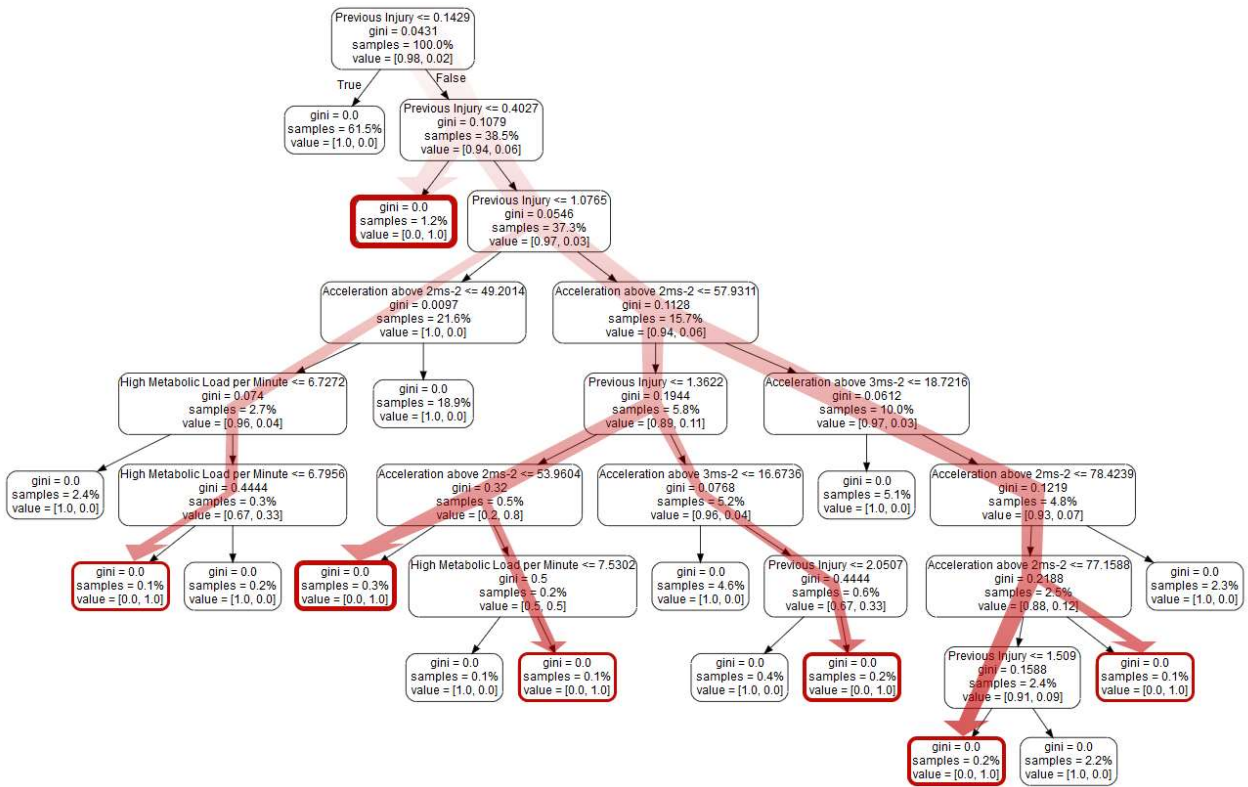 Previous Injury <= 0.1429
gini = 0.0431
samples = 100.0%
value = [0.98, 0.02]
True
False
gini = 0.0
samples = 61.5%
value = [1.0, 0.0]
Previous Injury <= 0.4027
gini = 0.1079
samples = 38.5%
value = [0.94, 0.06]
gini = 0.0
samples = 1.2%
value = [0.0, 1.0]
Previous Injury <= 1.0765
gini = 0.0546
samples = 37.3%
value = [0.97, 0.03]
Acceleration above 2ms-2 <= 49.2014
gini = 0.0097
samples = 21.6%
value = [1.0, 0.0]
Acceleration above 2ms-2 <= 57.9311
gini = 0.1128
samples = 15.7%
value = [0.94, 0.06]
High Metabolic Load per Minute <= 6.7272
gini = 0.074
samples = 2.7%
value = [0.96, 0.04]
gini = 0.0
samples = 18.9%
value = [1.0, 0.0]
Previous Injury <= 1.3622
gini = 0.1944
samples = 5.8%
value = [0.89, 0.11]
Acceleration above 3ms-2 <= 18.7216
gini = 0.0612
samples = 10.0%
value = [0.97, 0.03]
gini = 0.0
samples = 2.4%
value = [1.0, 0.0]
High Metabolic Load per Minute <= 6.7956
gini = 0.4444
samples = 0.3%
value = [0.67, 0.33]
Acceleration above 2ms-2 <= 53.9604
gini = 0.32
samples = 0.5%
value = [0.2, 0.8]
Acceleration above 3ms-2 <= 16.6736
gini = 0.0768
samples = 5.2%
value = [0.96, 0.04]
gini = 0.0
samples = 5.1%
value = [1.0, 0.0]
Acceleration above 2ms-2 <= 78.4239
gini = 0.1219
samples = 4.8%
value = [0.93, 0.07]
gini = 0.0
samples = 0.1%
value = [0.0, 1.0]
gini = 0.0
samples = 0.2%
value = [1.0, 0.0]
gini = 0.0
samples = 0.3%
value = [0.0, 1.0]
High Metabolic Load per Minute <= 7.5302
gini = 0.5
samples = 0.2%
value = [0.5, 0.5]
gini = 0.0
samples = 4.6%
value = [1.0, 0.0]
Previous Injury <= 2.0507
gini = 0.4444
samples = 0.6%
value = [0.67, 0.33]
Acceleration above 2ms-2 <= 77.1588
gini = 0.2188
samples = 2.5%
value = [0.88, 0.12]
gini = 0.0
samples = 2.3%
value = [1.0, 0.0]
gini = 0.0
samples = 0.1%
value = [1.0, 0.0]
gini = 0.0
samples = 0.1%
value = [0.0, 1.0]
gini = 0.0
samples = 0.4%
value = [1.0, 0.0]
gini = 0.0
samples = 0.2%
value = [0.0, 1.0]
Previous Injury <= 1.509
gini = 0.1588
samples = 2.4%
value = [0.91, 0.09]
gini = 0.0
samples = 0.1%
value = [0.0, 1.0]
gini = 0.0
samples = 0.2%
value = [0.0, 1.0]
gini = 0.0
samples = 2.2%
value = [1.0, 0.0]